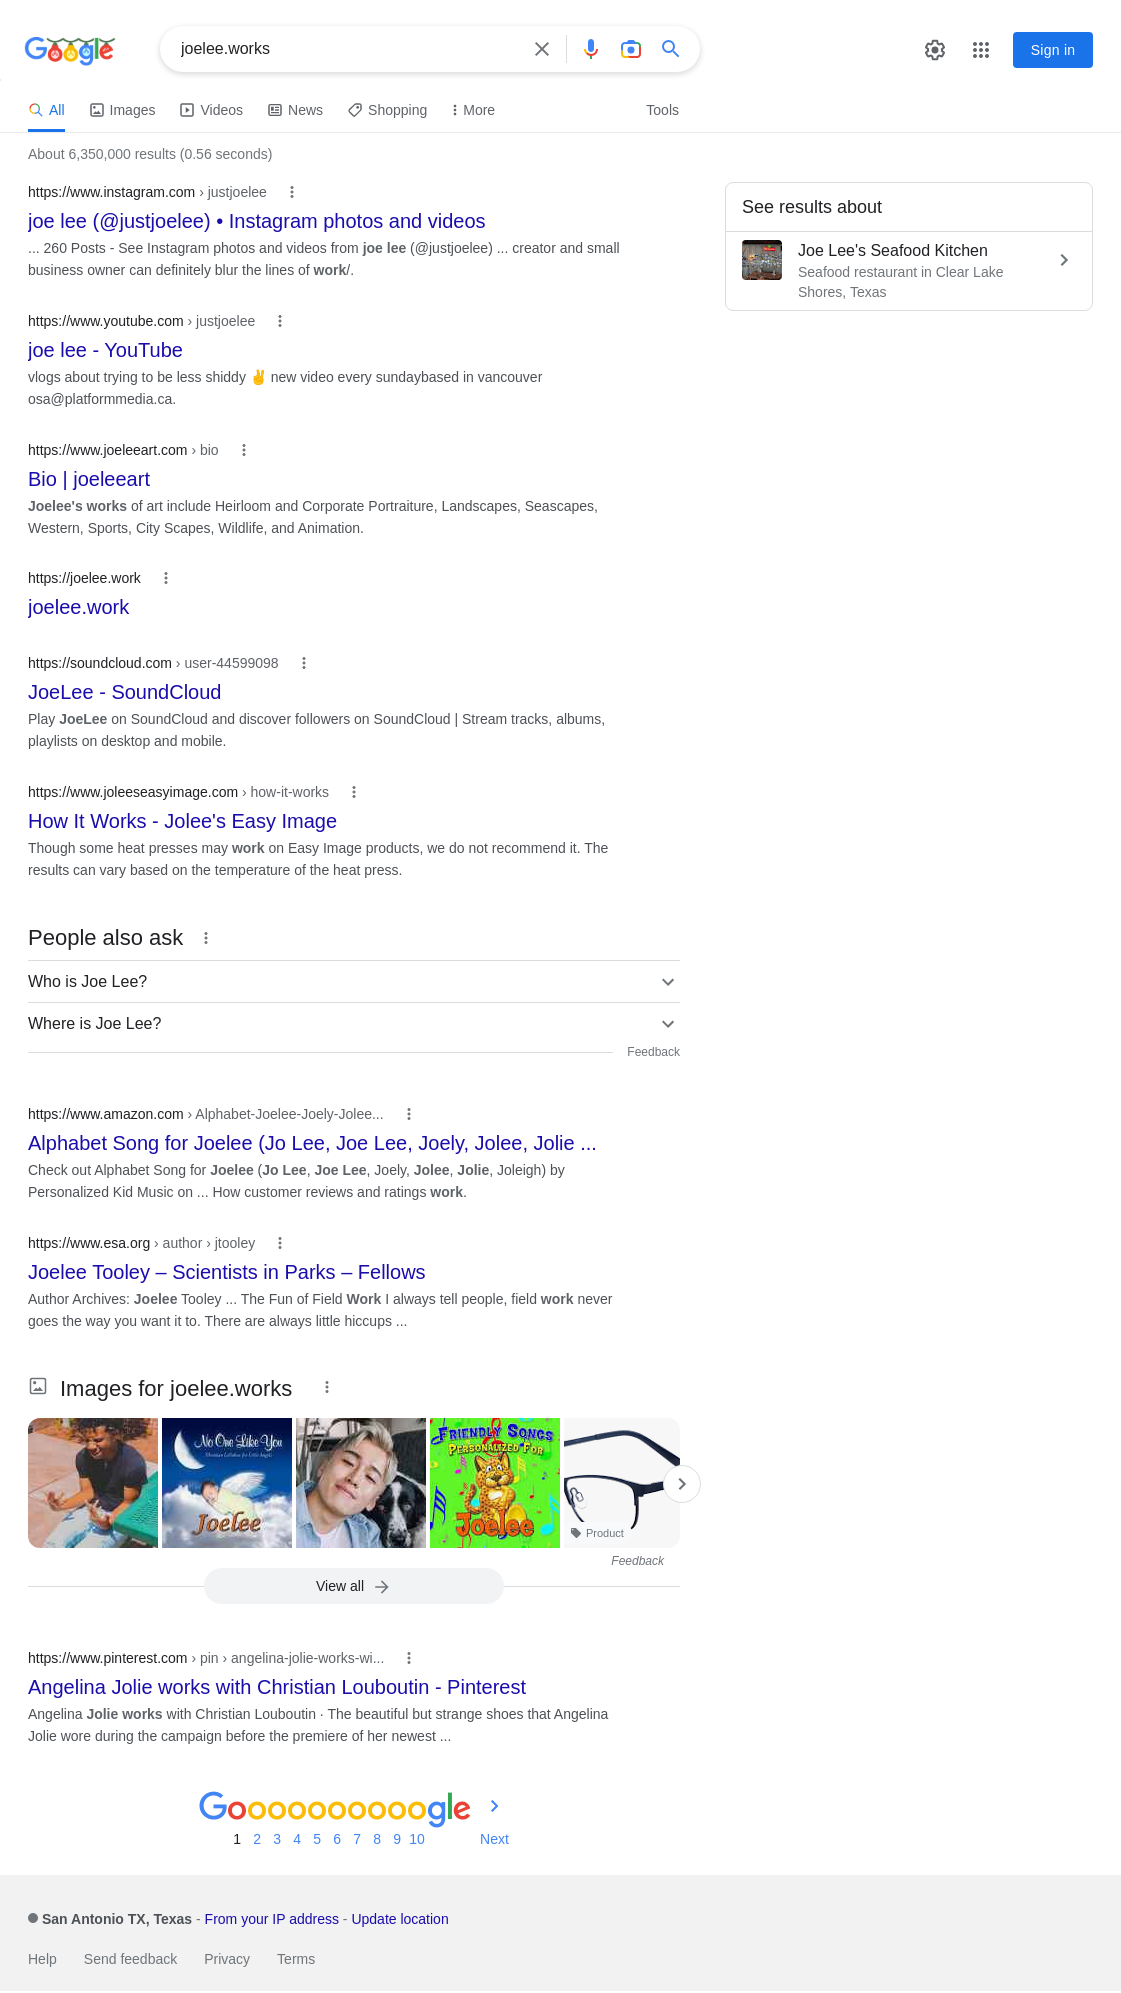 Google
joelee.works
Sign in
All
Images
Videos
News
Shopping
More
Tools
About 6,350,000 results (0.56 seconds)
https://www.instagram.com › justjoelee
joe lee (@justjoelee) • Instagram photos and videos
... 260 Posts - See Instagram photos and videos from joe lee (@justjoelee) ... creator and small
business owner can definitely blur the lines of work/.
See results about
Joe Lee's Seafood Kitchen
Seafood restaurant in Clear Lake
Shores, Texas
https://www.youtube.com › justjoelee
joe lee - YouTube
vlogs about trying to be less shiddy ✌ new video every sundaybased in vancouver
osa@platformmedia.ca.
https://www.joeleeart.com › bio
Bio | joeleeart
Joelee's works of art include Heirloom and Corporate Portraiture, Landscapes, Seascapes,
Western, Sports, City Scapes, Wildlife, and Animation.
https://joelee.work
joelee.work
https://soundcloud.com › user-44599098
JoeLee - SoundCloud
Play JoeLee on SoundCloud and discover followers on SoundCloud | Stream tracks, albums,
playlists on desktop and mobile.
https://www.joleeseasyimage.com › how-it-works
How It Works - Jolee's Easy Image
Though some heat presses may work on Easy Image products, we do not recommend it. The
results can vary based on the temperature of the heat press.
People also ask
Who is Joe Lee?
Where is Joe Lee?
Feedback
https://www.amazon.com › Alphabet-Joelee-Joely-Jolee...
Alphabet Song for Joelee (Jo Lee, Joe Lee, Joely, Jolee, Jolie ...
Check out Alphabet Song for Joelee (Jo Lee, Joe Lee, Joely, Jolee, Jolie, Joleigh) by
Personalized Kid Music on ... How customer reviews and ratings work.
https://www.esa.org › author › jtooley
Joelee Tooley – Scientists in Parks – Fellows
Author Archives: Joelee Tooley ... The Fun of Field Work I always tell people, field work never
goes the way you want it to. There are always little hiccups ...
Images for joelee.works
No One Like You
Christian Lullabies for Little Angels
Joelee
FRIENDLY SONGS
PERSONALIZED FOR
Joelee
Product
Feedback
View all
https://www.pinterest.com › pin › angelina-jolie-works-wi...
Angelina Jolie works with Christian Louboutin - Pinterest
Angelina Jolie works with Christian Louboutin · The beautiful but strange shoes that Angelina
Jolie wore during the campaign before the premiere of her newest ...
Goooooooooogle
1 2 3 4 5 6 7 8 9 10 Next
San Antonio TX, Texas - From your IP address - Update location
Help Send feedback Privacy Terms